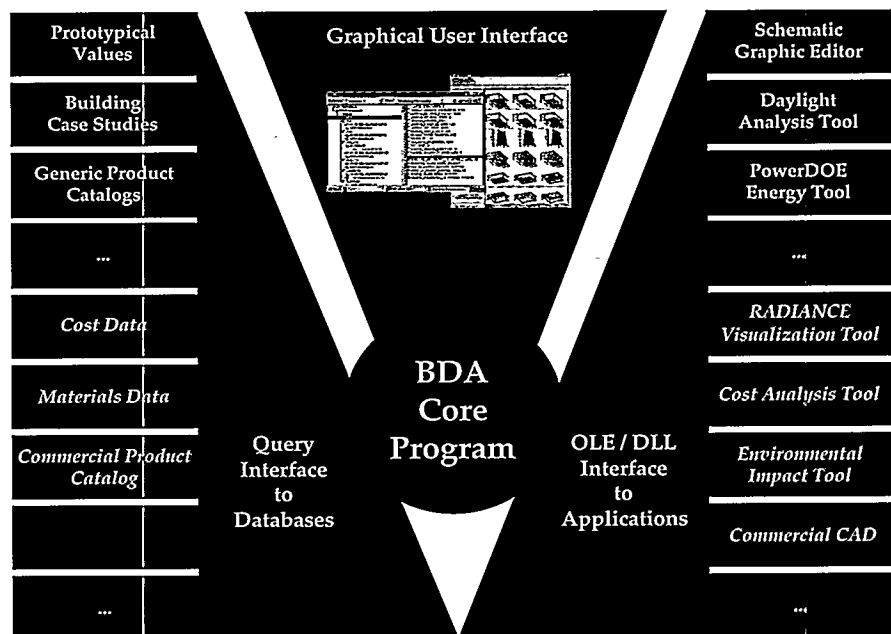 Prototypical
Values
Building
Case Studies
Generic Product
Catalogs
...
Cost Data
Materials Data
Commercial Product
Catalog
...
Graphical User Interface
BDA
Core
Program
Query
Interface
to
Databases
OLE / DLL
Interface
to
Applications
Schematic
Graphic Editor
Daylight
Analysis Tool
PowerDOE
Energy Tool
...
RADIANCE
Visualization Tool
Cost Analysis Tool
Environmental
Impact Tool
Commercial CAD
...